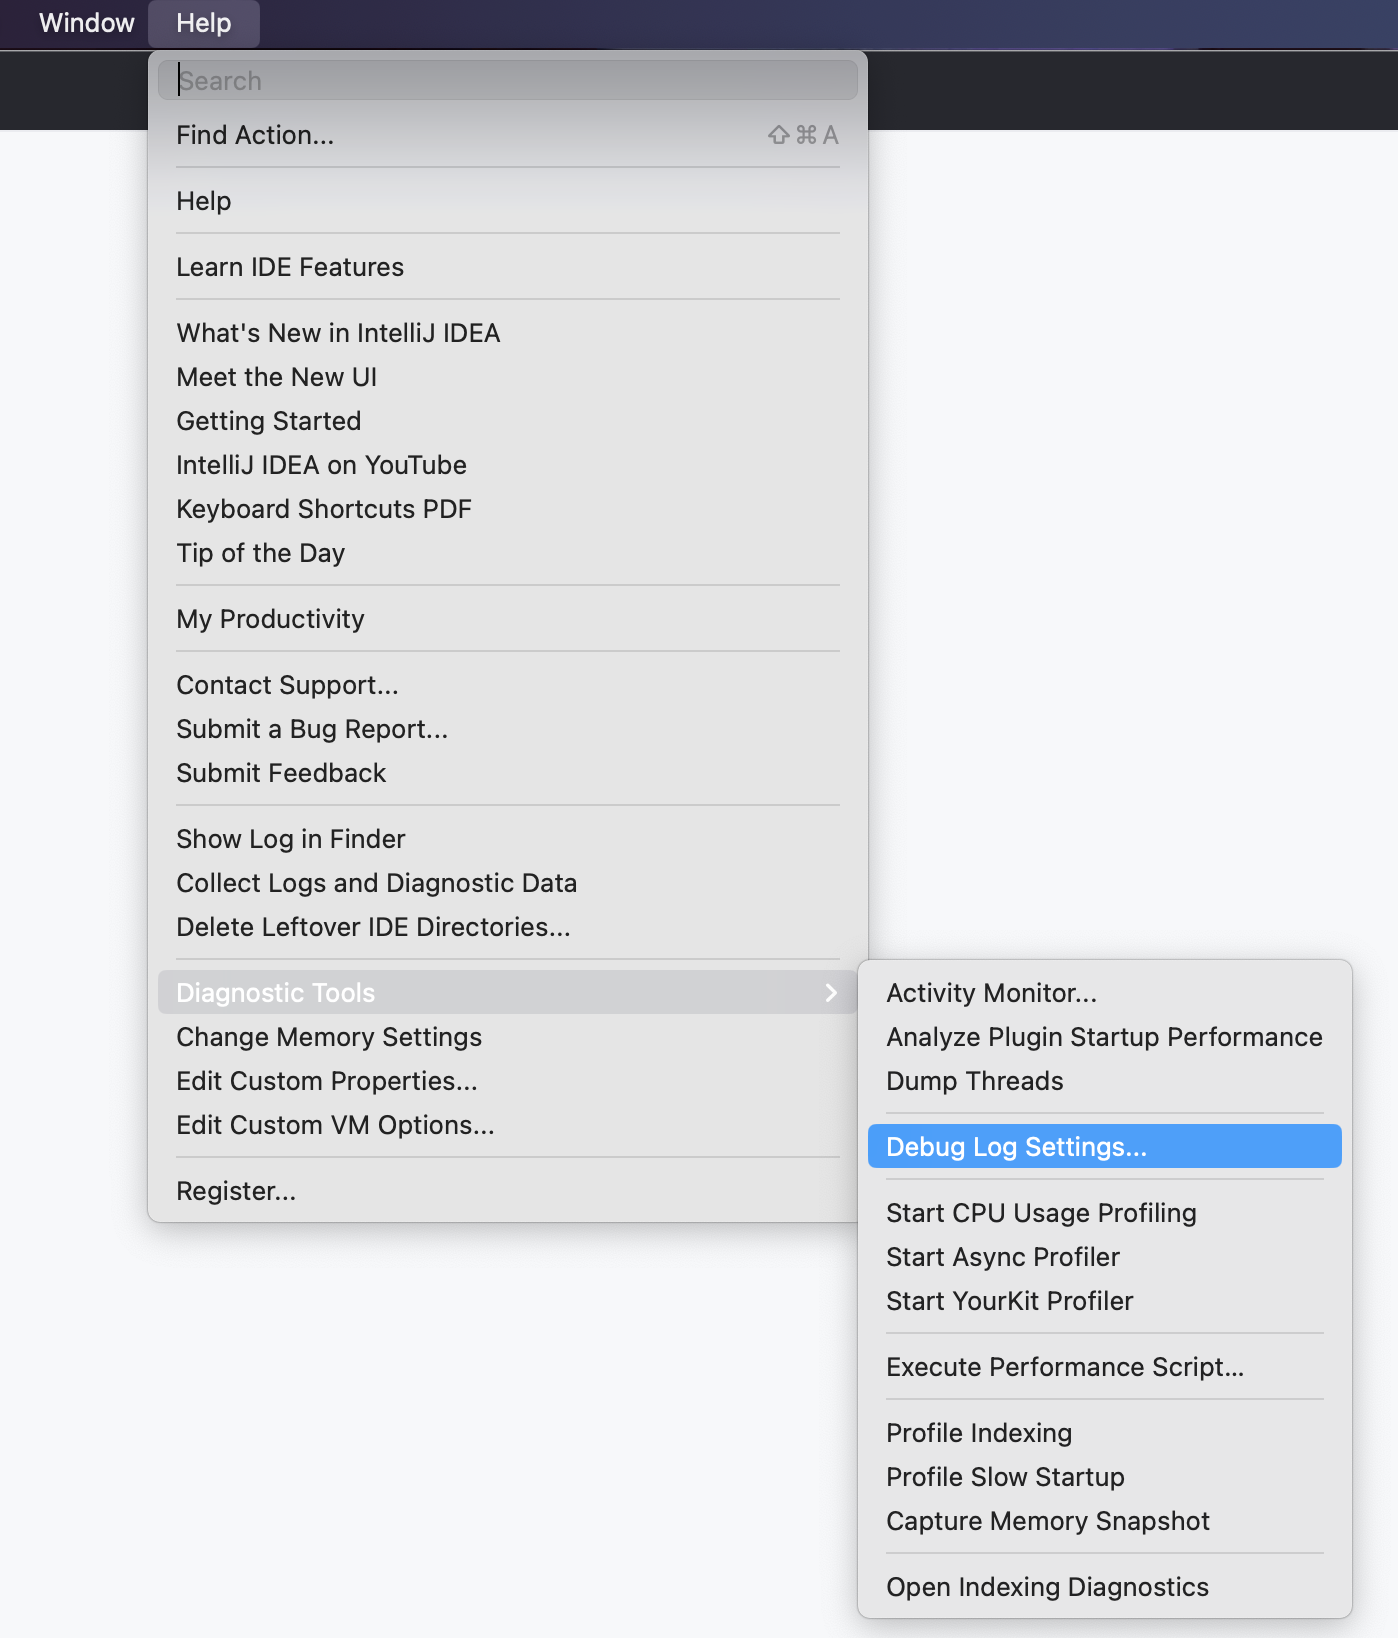 Window Help
Search
Find Action... ⇧⌘A
Help
Learn IDE Features
What's New in IntelliJ IDEA
Meet the New UI
Getting Started
IntelliJ IDEA on YouTube
Keyboard Shortcuts PDF
Tip of the Day
My Productivity
Contact Support...
Submit a Bug Report...
Submit Feedback
Show Log in Finder
Collect Logs and Diagnostic Data
Delete Leftover IDE Directories...
Diagnostic Tools
Change Memory Settings
Edit Custom Properties...
Edit Custom VM Options...
Register...
Activity Monitor...
Analyze Plugin Startup Performance
Dump Threads
Debug Log Settings...
Start CPU Usage Profiling
Start Async Profiler
Start YourKit Profiler
Execute Performance Script...
Profile Indexing
Profile Slow Startup
Capture Memory Snapshot
Open Indexing Diagnostics